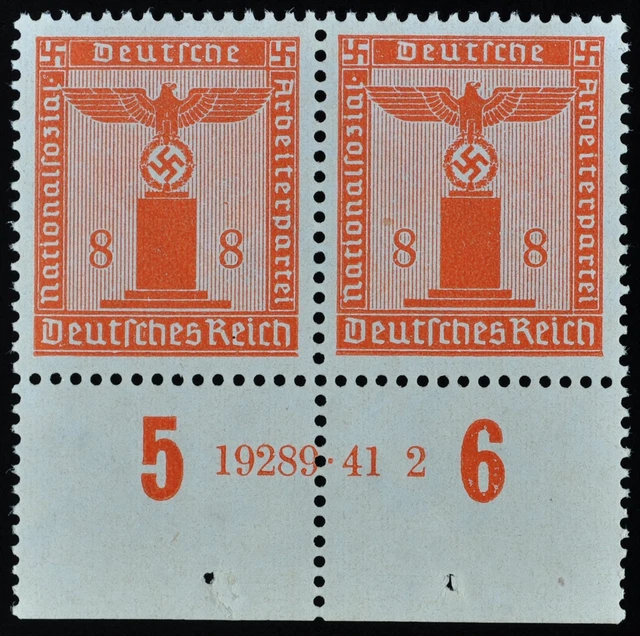 Deutſche Deutſche
Nationalſozial· Nationalſozial·
Arbeiterpartei Arbeiterpartei
8 8 8 8
Deutſches Reich Deutſches Reich
5 19289·41 2 6